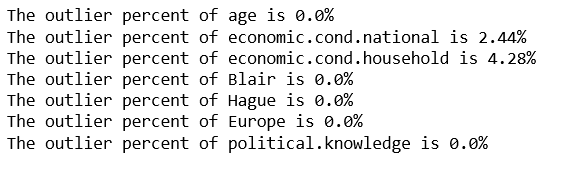 The outlier percent of age is 0.0%
The outlier percent of economic.cond.national is 2.44%
The outlier percent of economic.cond.household is 4.28%
The outlier percent of Blair is 0.0%
The outlier percent of Hague is 0.0%
The outlier percent of Europe is 0.0%
The outlier percent of political.knowledge is 0.0%